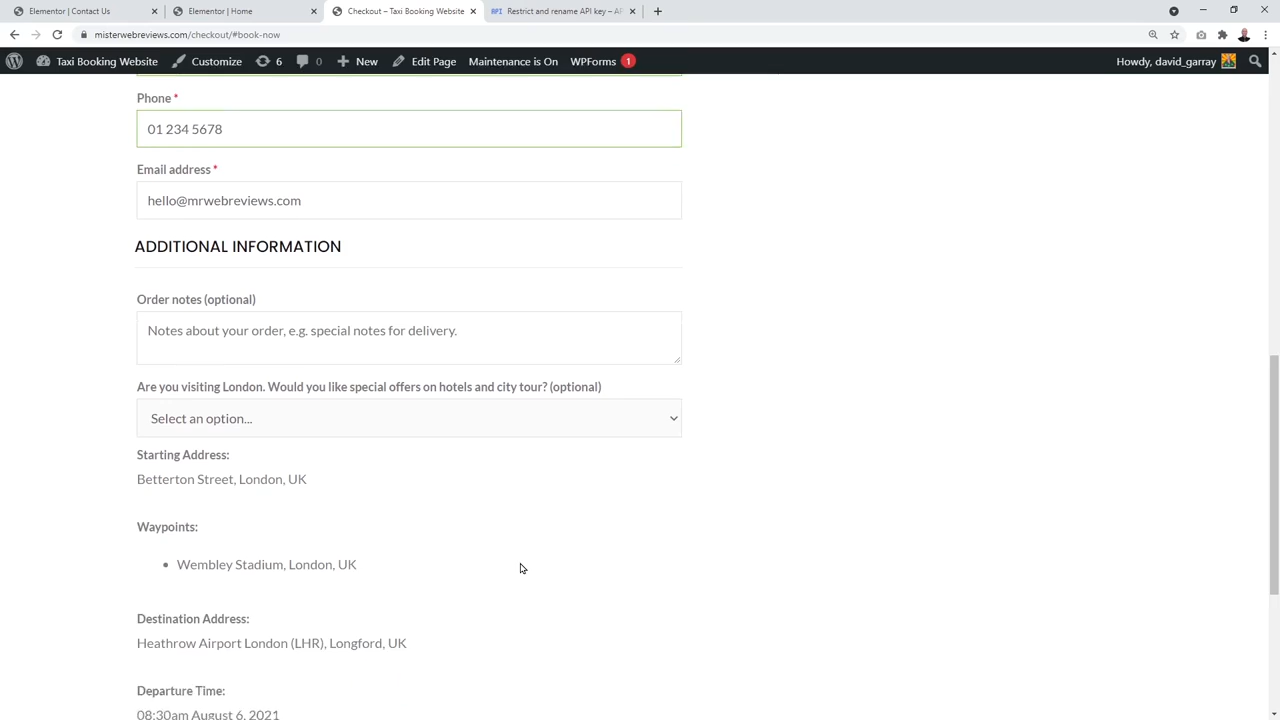 Elementor | Contact Us
Elementor | Home
Checkout – Taxi Booking Website
API Restrict and rename API key – AP
misterwebreviews.com/checkout/#book-now
Taxi Booking Website
Customize
6
0
New
Edit Page
Maintenance is On
WPForms 1
Howdy, david_garray
Phone *
01 234 5678
Email address *
hello@mrwebreviews.com
ADDITIONAL INFORMATION
Order notes (optional)
Notes about your order, e.g. special notes for delivery.
Are you visiting London. Would you like special offers on hotels and city tour? (optional)
Select an option...
Starting Address:
Betterton Street, London, UK
Waypoints:
• Wembley Stadium, London, UK
Destination Address:
Heathrow Airport London (LHR), Longford, UK
Departure Time:
08:30am August 6, 2021